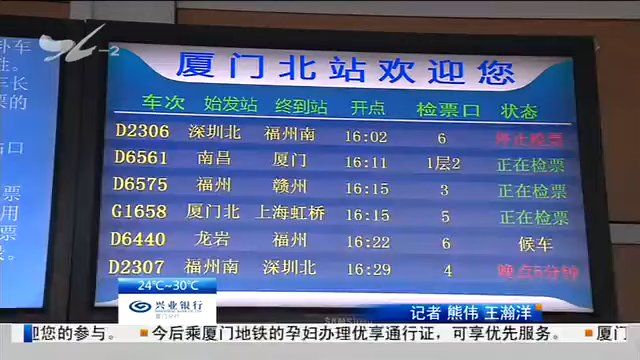 厦门北站欢迎您
车次 始发站 终到站 开点 检票口 状态
D2306 深圳北 福州南 16:02 6 停止检票
D6561 南昌 厦门 16:11 1层2 正在检票
D6575 福州 赣州 16:15 3 正在检票
G1658 厦门北 上海虹桥 16:15 5 正在检票
D6440 龙岩 福州 16:22 6 候车
D2307 福州南 深圳北 16:29 4 晚点5分钟
24℃~30℃
兴业银行
记者 熊伟 王瀚洋
迎您的参与。 今后乘厦门地铁的孕妇办理优享通行证，可享优先服务。 厦门